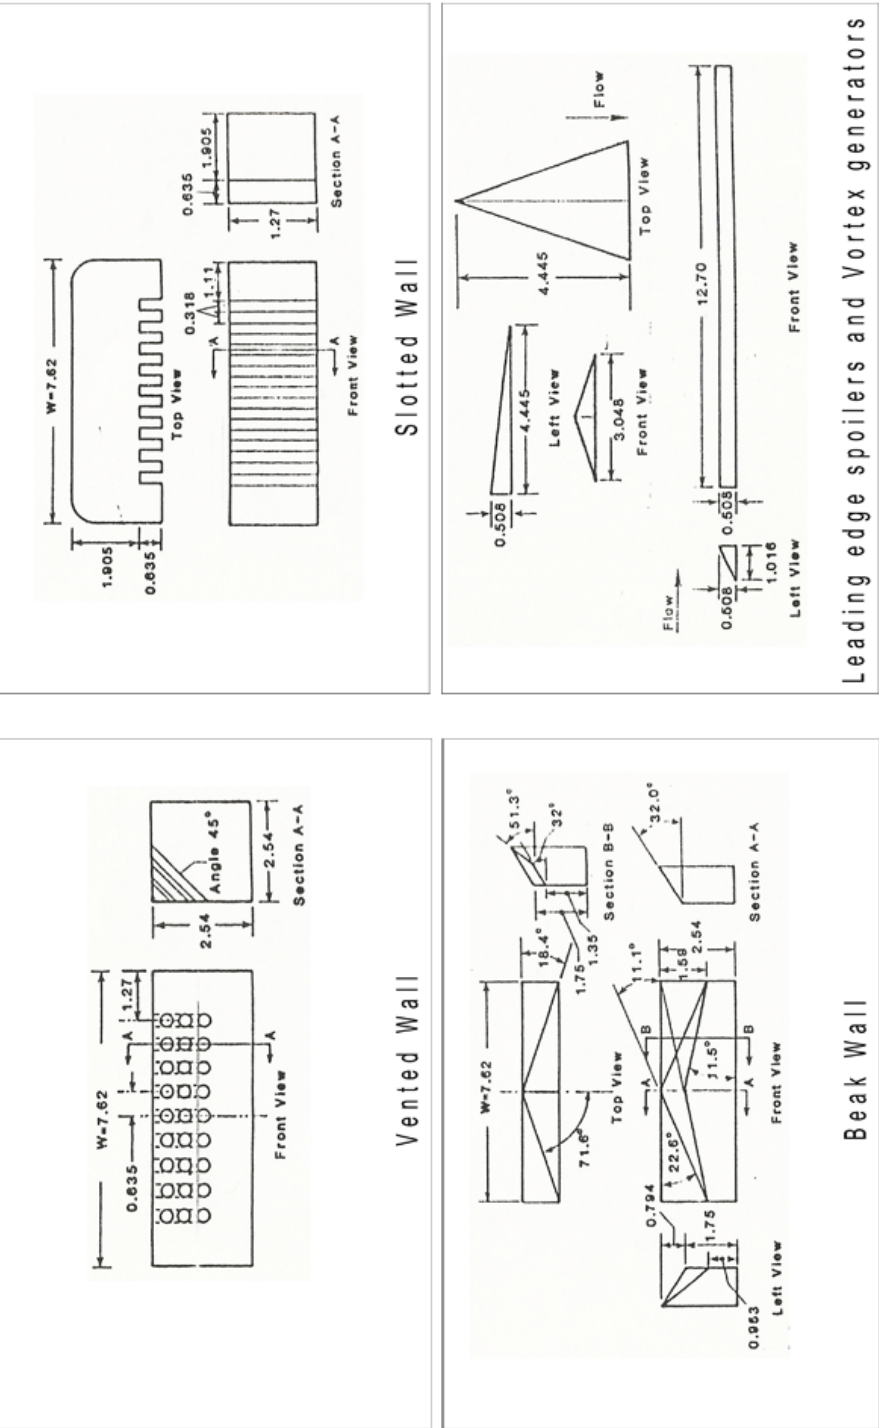 W=7.62
1.905
0.635
Top View
0.318
1.11
A
A
Front View
0.635
1.905
1.27
Section A-A
Slotted Wall
0.508
4.445
Left View
3.048
Front View
4.445
Flow
Top View
Flow
0.508
1.016
Left View
0.508
12.70
Front View
Leading edge spoilers and Vortex generators
W=7.62
0.635
1.27
A
A
Front View
2.54
Angle 45°
2.54
Section A-A
Vented Wall
W=7.62
71.6°
18.4°
Top View
51.3°
32°
1.75
1.35
Section B-B
0.794
1.75
0.953
Left View
22.6°
11.5°
11.1°
1.59
2.54
A
B
A
B
Front View
32.0°
Section A-A
Beak Wall